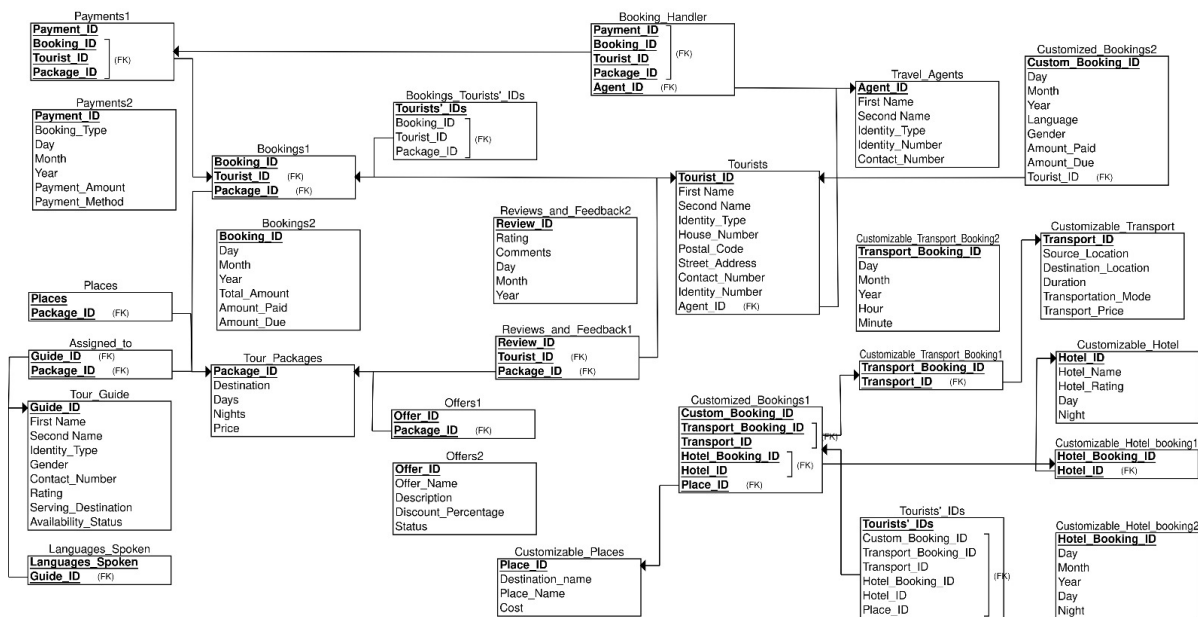 Payments1
Payment_ID
Booking_ID
Tourist_ID
Package_ID
(FK)
Payments2
Payment_ID
Booking_Type
Day
Month
Year
Payment_Amount
Payment_Method
Booking_Handler
Payment_ID
Booking_ID
Tourist_ID
Package_ID
(FK)
Agent_ID (FK)
Bookings_Tourists'_IDs
Tourists'_IDs
Booking_ID
Tourist_ID
Package_ID
(FK)
Bookings1
Booking_ID
Tourist_ID (FK)
Package_ID (FK)
Bookings2
Booking_ID
Day
Month
Year
Total_Amount
Amount_Paid
Amount_Due
Travel_Agents
Agent_ID
First Name
Second Name
Identity_Type
Identity_Number
Contact_Number
Customized_Bookings2
Custom_Booking_ID
Day
Month
Year
Language
Gender
Amount_Paid
Amount_Due
Tourist_ID (FK)
Tourists
Tourist_ID
First Name
Second Name
Identity_Type
House_Number
Postal_Code
Street_Address
Contact_Number
Identity_Number
Agent_ID (FK)
Reviews_and_Feedback2
Review_ID
Rating
Comments
Day
Month
Year
Reviews_and_Feedback1
Review_ID
Tourist_ID (FK)
Package_ID (FK)
Customizable_Transport_Booking2
Transport_Booking_ID
Day
Month
Year
Hour
Minute
Customizable_Transport
Transport_ID
Source_Location
Destination_Location
Duration
Transportation_Mode
Transport_Price
Places
Places
Package_ID (FK)
Assigned_to
Guide_ID (FK)
Package_ID (FK)
Tour_Guide
Guide_ID
First Name
Second Name
Identity_Type
Gender
Contact_Number
Rating
Serving_Destination
Availability_Status
Languages_Spoken
Languages_Spoken
Guide_ID (FK)
Tour_Packages
Package_ID
Destination
Days
Nights
Price
Offers1
Offer_ID
Package_ID (FK)
Offers2
Offer_ID
Offer_Name
Description
Discount_Percentage
Status
Customizable_Transport_Booking1
Transport_Booking_ID
Transport_ID (FK)
Customizable_Hotel
Hotel_ID
Hotel_Name
Hotel_Rating
Day
Night
Customized_Bookings1
Custom_Booking_ID
Transport_Booking_ID
Transport_ID
(FK)
Hotel_Booking_ID
Hotel_ID
(FK)
Place_ID (FK)
Customizable_Hotel_booking1
Hotel_Booking_ID
Hotel_ID (FK)
Customizable_Places
Place_ID
Destination_name
Place_Name
Cost
Tourists'_IDs
Tourists'_IDs
Custom_Booking_ID
Transport_Booking_ID
Transport_ID
Hotel_Booking_ID
Hotel_ID
Place_ID
(FK)
Customizable_Hotel_booking2
Hotel_Booking_ID
Day
Month
Year
Day
Night